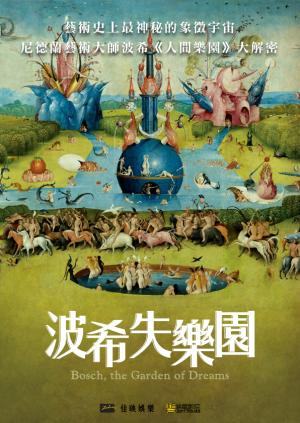 藝術史上最神秘的象徵宇宙
尼德蘭藝術大師波希《人間樂園》大解密
波希失樂園
Bosch, the Garden of Dreams
佳映娛樂